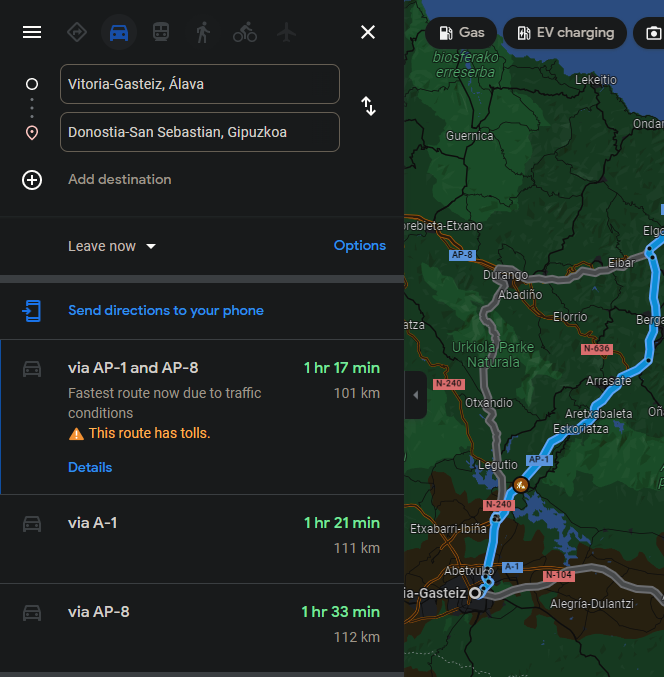 Gas
EV charging
Vitoria-Gasteiz, Álava
Donostia-San Sebastian, Gipuzkoa
Add destination
Leave now
Options
Send directions to your phone
via AP-1 and AP-8
1 hr 17 min
Fastest route now due to traffic
101 km
conditions
This route has tolls.
Details
via A-1
1 hr 21 min
111 km
via AP-8
1 hr 33 min
112 km
biosferako
erreserba
Lekeitio
Ondar
Guernica
orebieta-Etxano
Elgo
AP-8
Eibar
Durango
Abadiño
Elorrio
Berga
atza
Urkiola Parke
Naturala
N-636
N-240
Arrasate
Otxandio
Aretxabaleta
Oñ
Eskoriatza
Legutio
AP-1
N-240
Etxabarri-Ibiña
Abetxuko
A-1
N-104
ia-Gasteiz
Alegría-Dulantzi